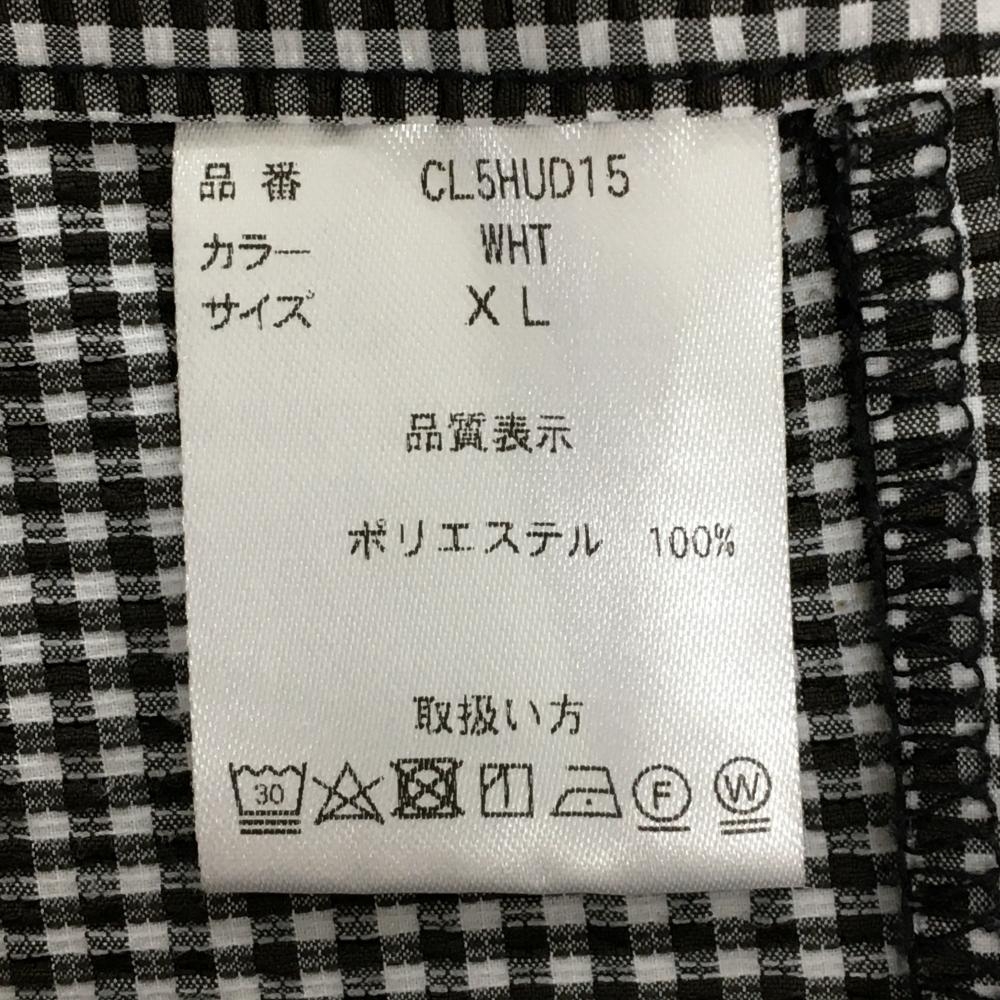 品番 CL5HUD15
カラー WHT
サイズ XL
品質表示
ポリエステル 100%
取扱い方
30 F W